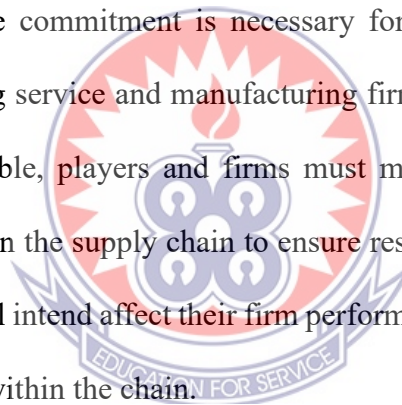 e commitment is necessary for
g service and manufacturing firm
ble, players and firms must m
n the supply chain to ensure res
l intend affect their firm perform
within the chain.
EDUCATION FOR SERVICE